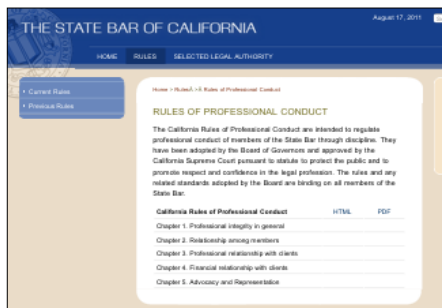 August 17, 2011
THE STATE BAR OF CALIFORNIA
HOME RULES SELECTED LEGAL AUTHORITY
Current Rules
Previous Rules
Home > RulesÂ >Â Rules of Professional Conduct
RULES OF PROFESSIONAL CONDUCT
The California Rules of Professional Conduct are intended to regulate
professional conduct of members of the State Bar through discipline. They
have been adopted by the Board of Governors and approved by the
California Supreme Court pursuant to statute to protect the public and to
promote respect and confidence in the legal profession. The rules and any
related standards adopted by the Board are binding on all members of the
State Bar.
California Rules of Professional Conduct HTML PDF
Chapter 1. Professional integrity in general
Chapter 2. Relationship among members
Chapter 3. Professional relationship with clients
Chapter 4. Financial relationship with clients
Chapter 5. Advocacy and Representation